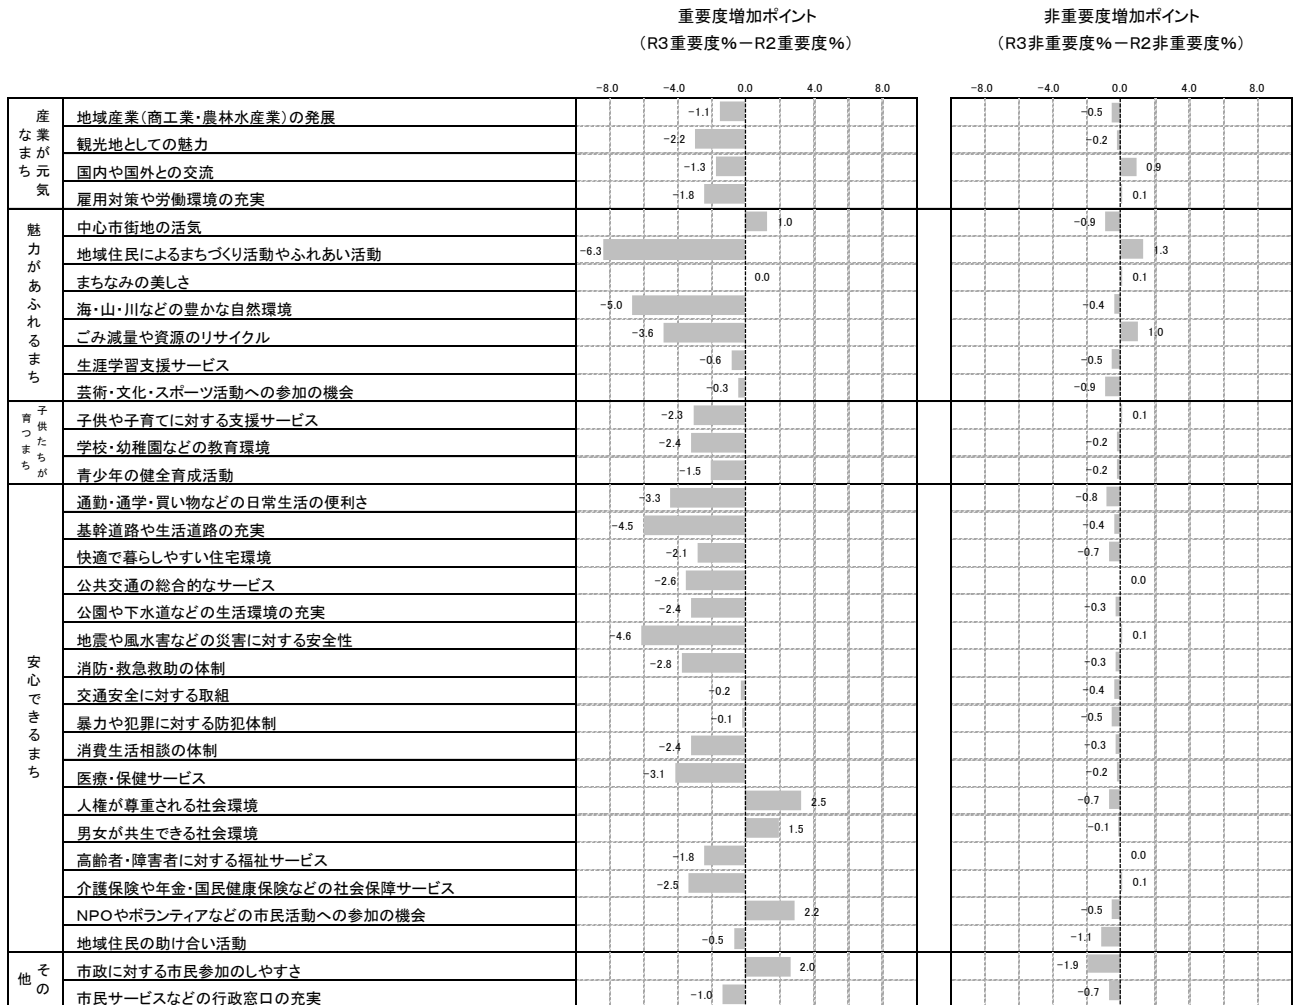 重要度増加ポイント 非重要度増加ポイント
（R3重要度％－R2重要度％） （R3非重要度％－R2非重要度％）
-8.0 -4.0 0.0 4.0 8.0 -8.0 -4.0 0.0 4.0 8.0
産業が元気なまち
地域産業（商工業・農林水産業）の発展 -1.1 -0.5
観光地としての魅力 -2.2 -0.2
国内や国外との交流 -1.3 0.9
雇用対策や労働環境の充実 -1.8 0.1
魅力があふれるまち
中心市街地の活気 1.0 -0.9
地域住民によるまちづくり活動やふれあい活動 -6.3 1.3
まちなみの美しさ 0.0 0.1
海・山・川などの豊かな自然環境 -5.0 -0.4
ごみ減量や資源のリサイクル -3.6 1.0
生涯学習支援サービス -0.6 -0.5
芸術・文化・スポーツ活動への参加の機会 -0.3 -0.9
子供たちが育つまち
子供や子育てに対する支援サービス -2.3 0.1
学校・幼稚園などの教育環境 -2.4 -0.2
青少年の健全育成活動 -1.5 -0.2
安心できるまち
通勤・通学・買い物などの日常生活の便利さ -3.3 -0.8
基幹道路や生活道路の充実 -4.5 -0.4
快適で暮らしやすい住宅環境 -2.1 -0.7
公共交通の総合的なサービス -2.6 0.0
公園や下水道などの生活環境の充実 -2.4 -0.3
地震や風水害などの災害に対する安全性 -4.6 0.1
消防・救急救助の体制 -2.8 -0.3
交通安全に対する取組 -0.2 -0.4
暴力や犯罪に対する防犯体制 -0.1 -0.5
消費生活相談の体制 -2.4 -0.3
医療・保健サービス -3.1 -0.2
人権が尊重される社会環境 2.5 -0.7
男女が共生できる社会環境 1.5 -0.1
高齢者・障害者に対する福祉サービス -1.8 0.0
介護保険や年金・国民健康保険などの社会保障サービス -2.5 0.1
NPOやボランティアなどの市民活動への参加の機会 2.2 -0.5
地域住民の助け合い活動 -0.5 -1.1
その他
市政に対する市民参加のしやすさ 2.0 -1.9
市民サービスなどの行政窓口の充実 -1.0 -0.7